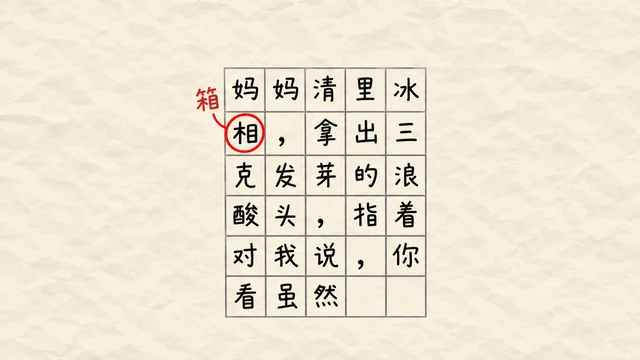 妈妈清里冰
箱
相，拿出三
克发芽的浪
酸头，指着
对我说，你
看虽然